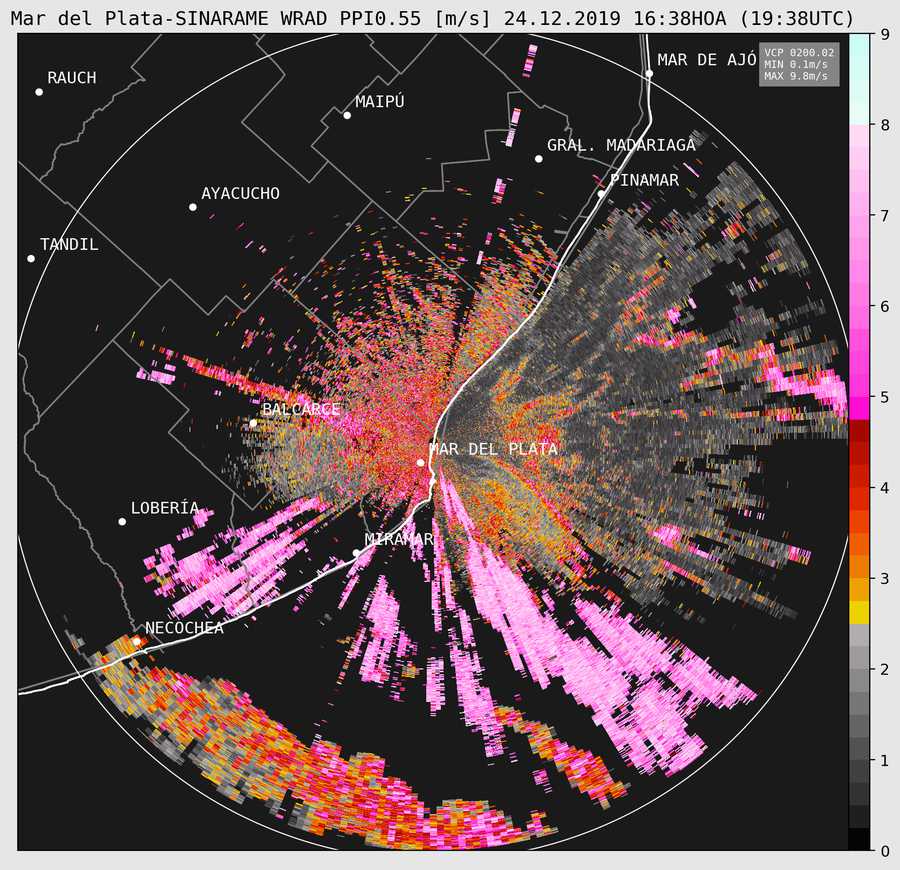 Mar del Plata-SINARAME WRAD PPI0.55 [m/s] 24.12.2019 16:38HOA (19:38UTC)
VCP 0200.02
MIN 0.1m/s
MAX 9.8m/s
MAR DE AJÓ
RAUCH
MAIPÚ
GRAL. MADARIAGA
PINAMAR
AYACUCHO
TANDIL
BALCARCE
MAR DEL PLATA
LOBERÍA
MIRAMAR
NECOCHEA
9
8
7
6
5
4
3
2
1
0